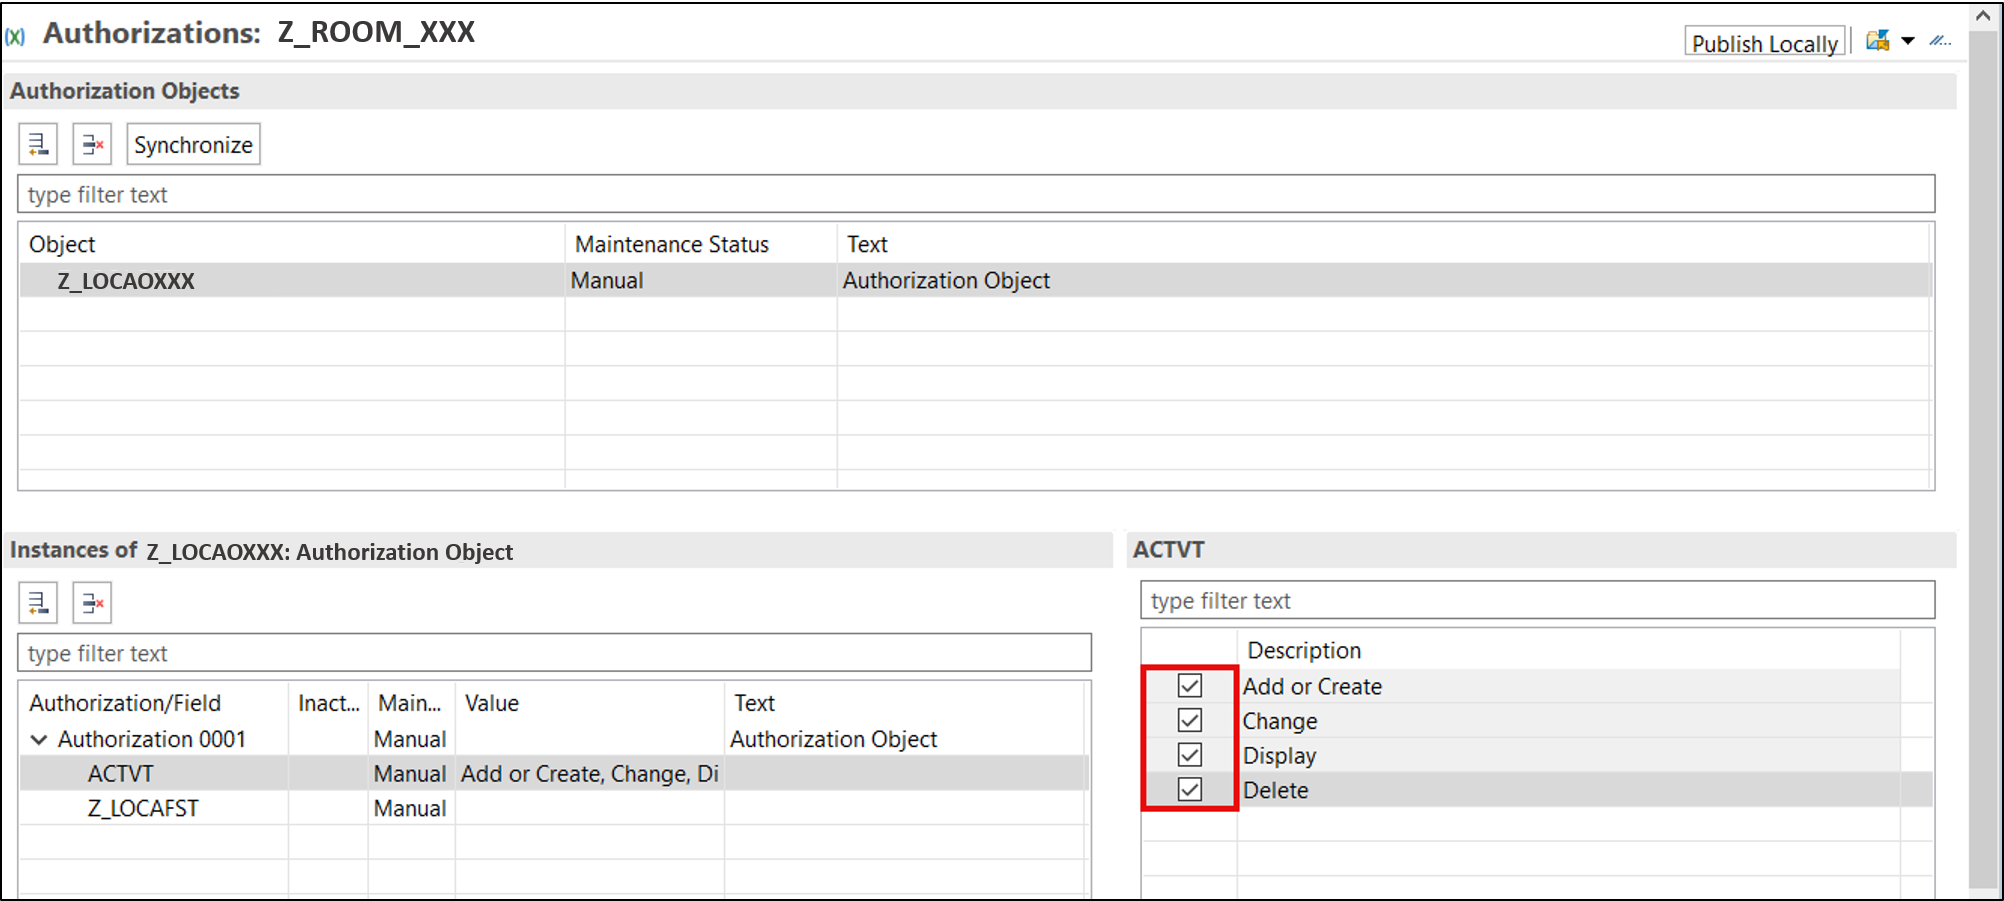 (x) Authorizations: Z_ROOM_XXX
Publish Locally
Authorization Objects
Synchronize
type filter text
Object Maintenance Status Text
Z_LOCAOXXX Manual Authorization Object
Instances of Z_LOCAOXXX: Authorization Object
type filter text
Authorization/Field Inact... Main... Value Text
Authorization 0001 Manual Authorization Object
ACTVT Manual Add or Create, Change, Di
Z_LOCAFST Manual
ACTVT
type filter text
Description
Add or Create
Change
Display
Delete